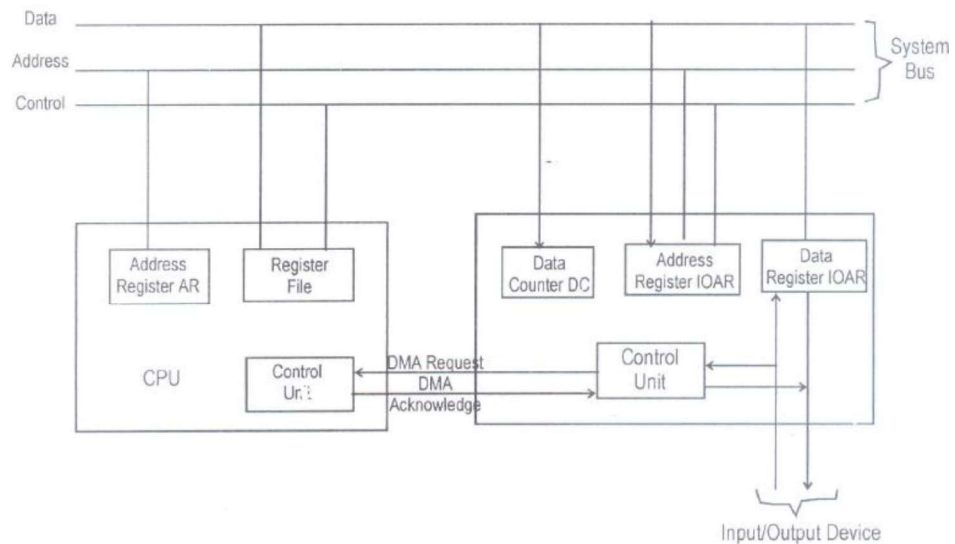 Data
Address
Control
System
Bus
Address
Register AR
Register
File
Data
Counter DC
Address
Register IOAR
Data
Register IOAR
CPU
Control
Unit
DMA Request
DMA
Acknowledge
Control
Unit
Input/Output Device